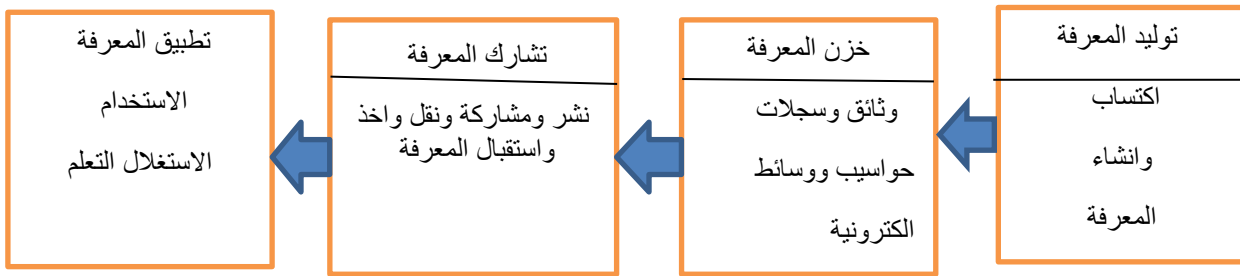 توليد المعرفة
اكتساب
وانشاء
المعرفة
خزن المعرفة
وثائق وسجلات
حواسيب ووسائط
الكترونية
تشارك المعرفة
نشر ومشاركة ونقل واخذ
واستقبال المعرفة
تطبيق المعرفة
الاستخدام
الاستغلال التعلم